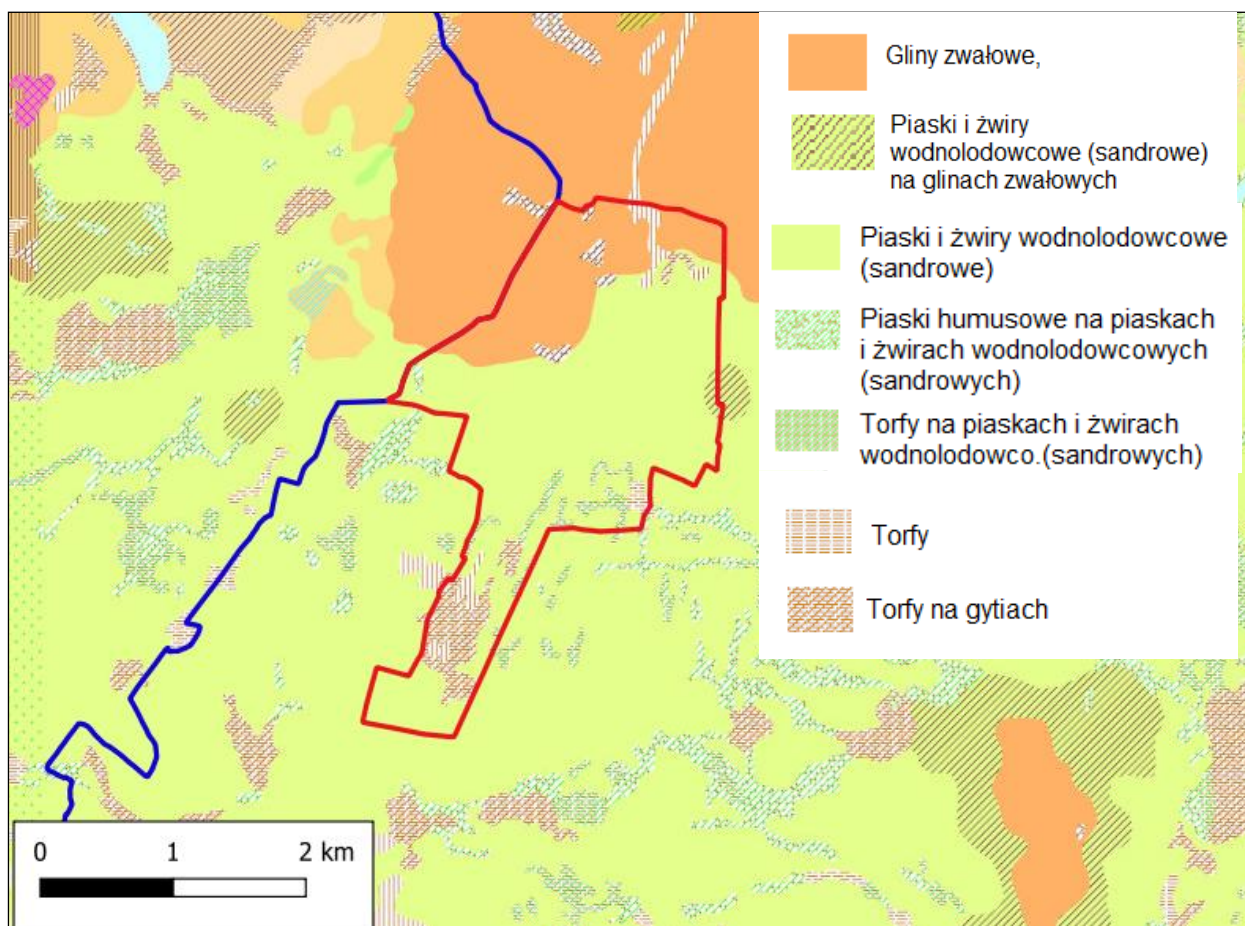 Gliny zwałowe,
Piaski i żwiry
wodnolodowcowe (sandrowe)
na glinach zwałowych
Piaski i żwiry wodnolodowcowe
(sandrowe)
Piaski humusowe na piaskach
i żwirach wodnolodowcowych
(sandrowych)
Torfy na piaskach i żwirach
wodnolodowco.(sandrowych)
Torfy
Torfy na gytiach
0 1 2 km